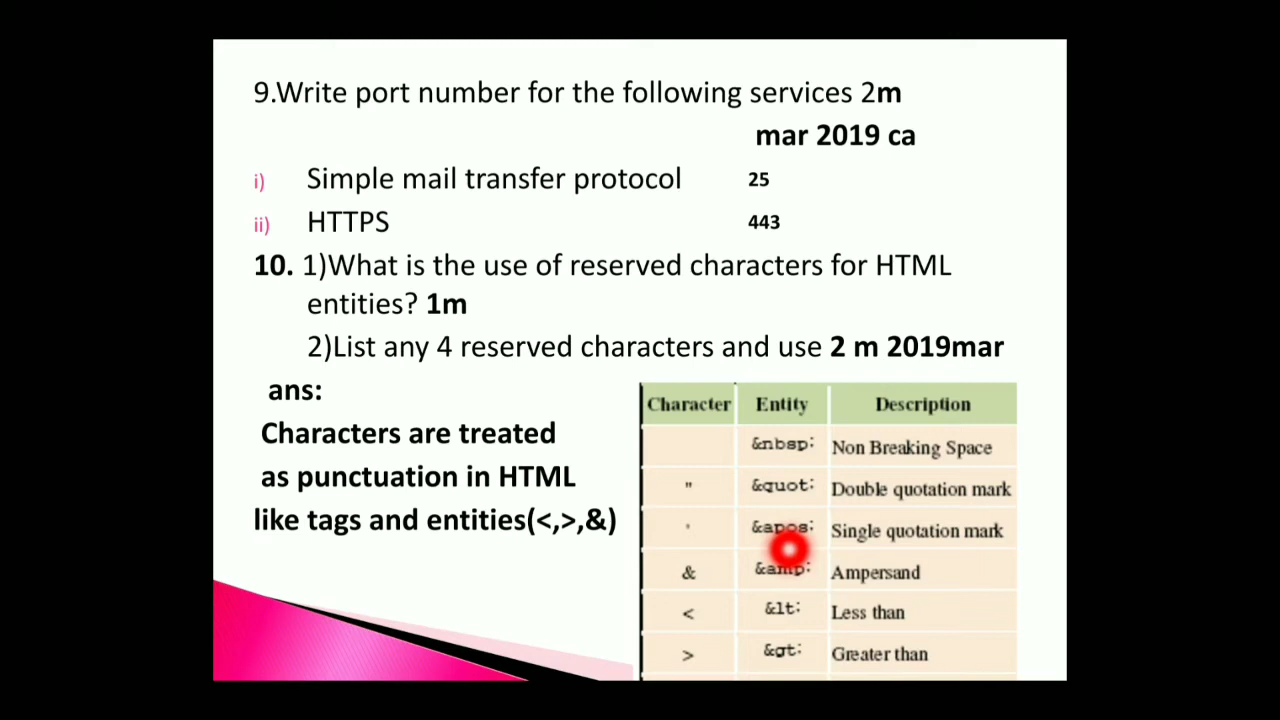 9.Write port number for the following services 2m
mar 2019 ca
i) Simple mail transfer protocol 25
ii) HTTPS 443
10. 1)What is the use of reserved characters for HTML
entities? 1m
2)List any 4 reserved characters and use 2 m 2019mar
ans:
Characters are treated
as punctuation in HTML
like tags and entities(<,>,&)
Character Entity Description
&nbsp: Non Breaking Space
" &quot: Double quotation mark
' &apos: Single quotation mark
& &amp: Ampersand
< &lt: Less than
> &gt: Greater than